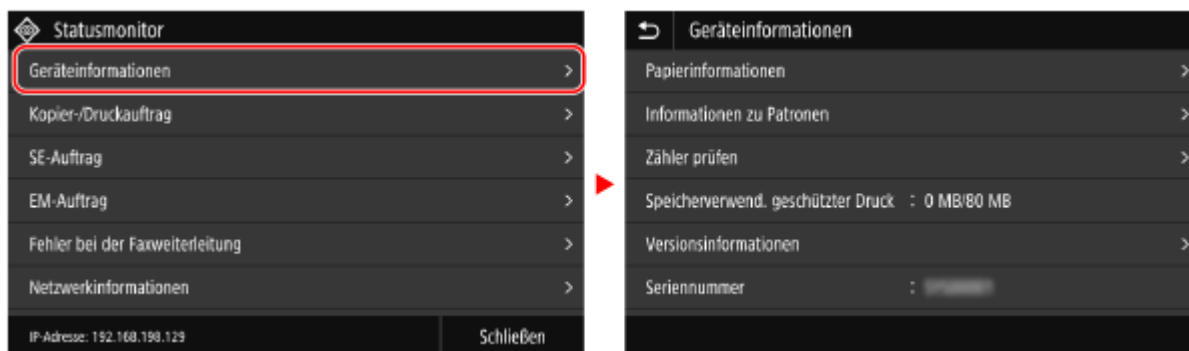 Statusmonitor
Geräteinformationen
Kopier-/Druckauftrag
SE-Auftrag
EM-Auftrag
Fehler bei der Faxweiterleitung
Netzwerkinformationen
IP-Adresse: 192.168.198.129
Schließen
Geräteinformationen
Papierinformationen
Informationen zu Patronen
Zähler prüfen
Speicherverwend. geschützter Druck : 0 MB/80 MB
Versionsinformationen
Seriennummer :